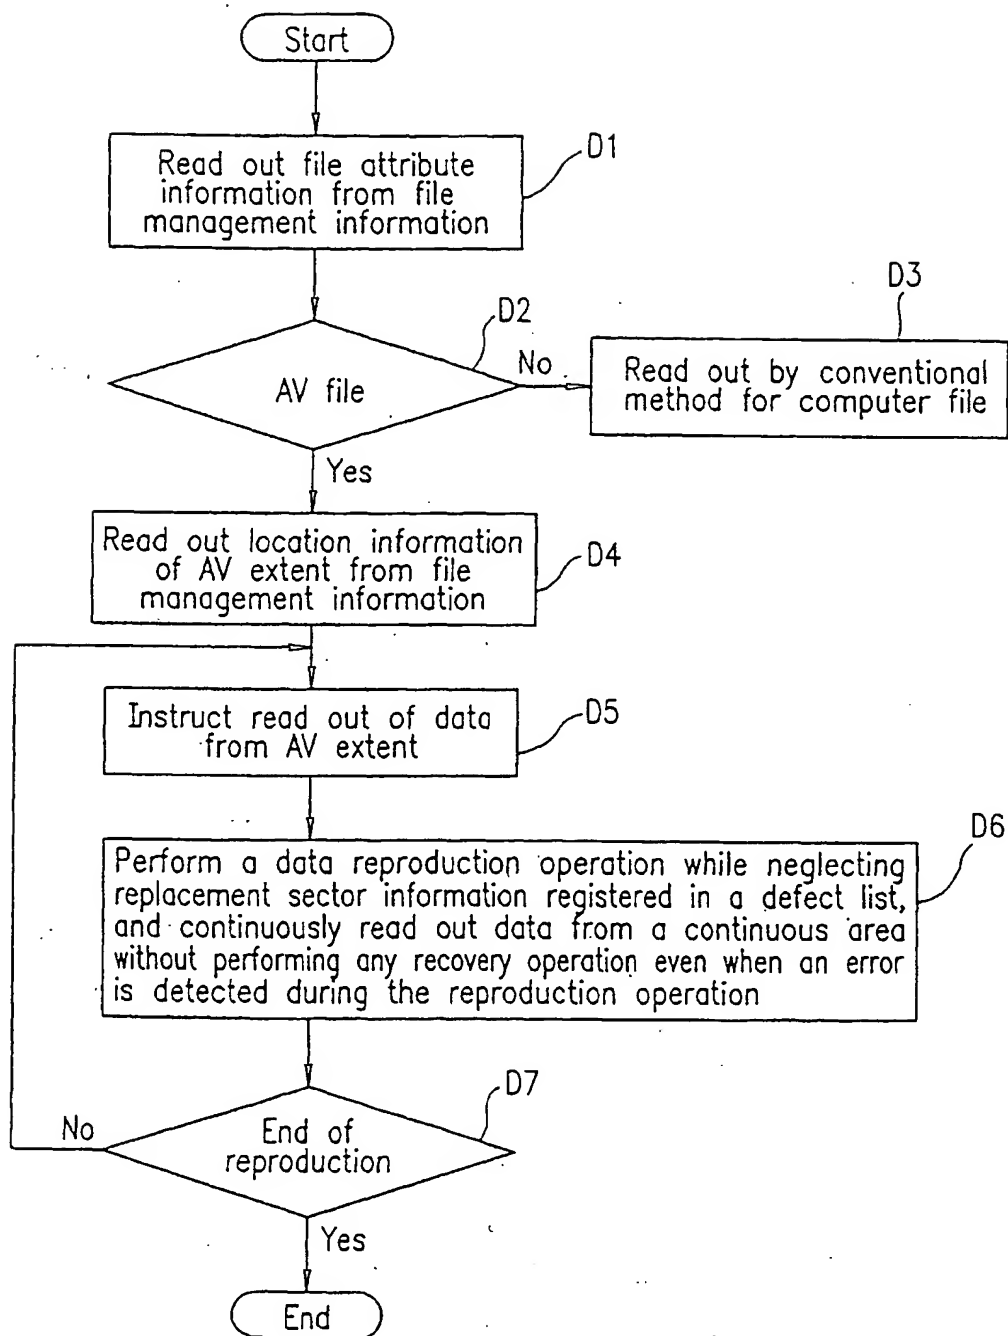 Start
Read out file attribute
information from file
management information
D1
D2
AV file
No
D3
Read out by conventional
method for computer file
Yes
Read out location information
of AV extent from file
management information
D4
Instruct read out of data
from AV extent
D5
D6
Perform a data reproduction operation while neglecting
replacement sector information registered in a defect list,
and continuously read out data from a continuous area
without performing any recovery operation even when an error
is detected during the reproduction operation
D7
No
End of
reproduction
Yes
End